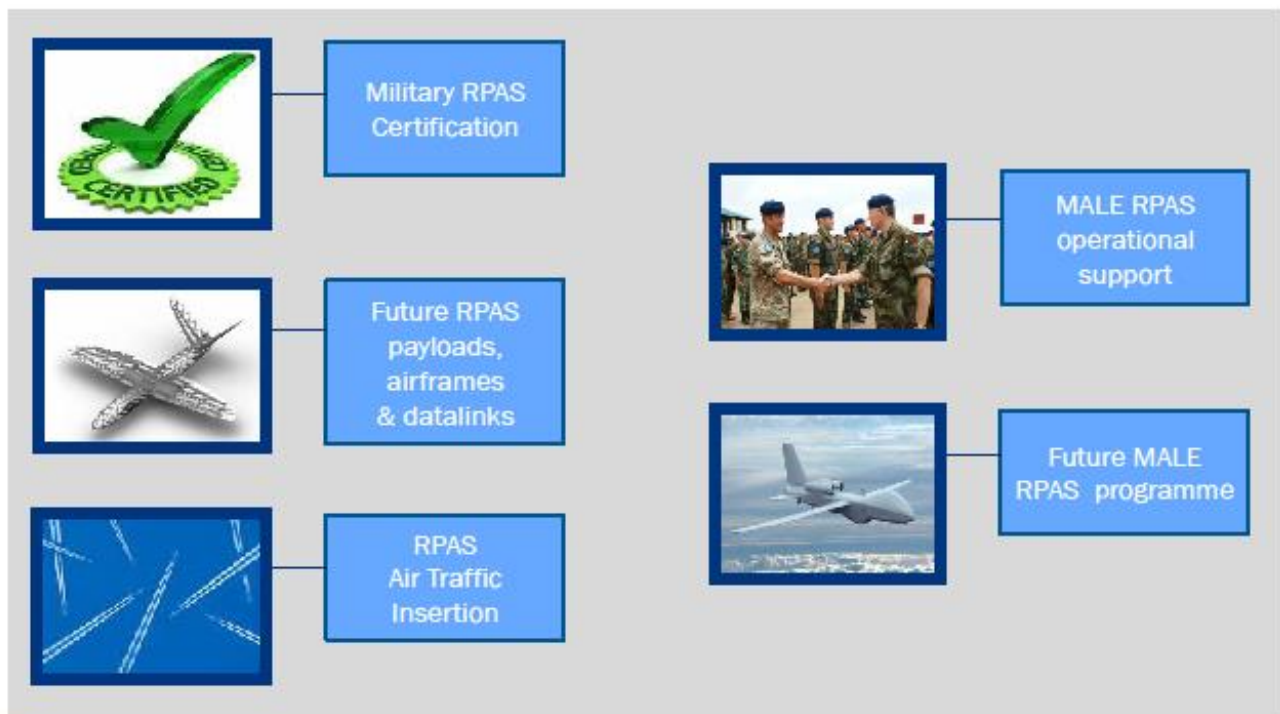 CERTIFIED
Military RPAS
Certification
Future RPAS
payloads,
airframes
& datalinks
RPAS
Air Traffic
Insertion
MALE RPAS
operational
support
Future MALE
RPAS programme